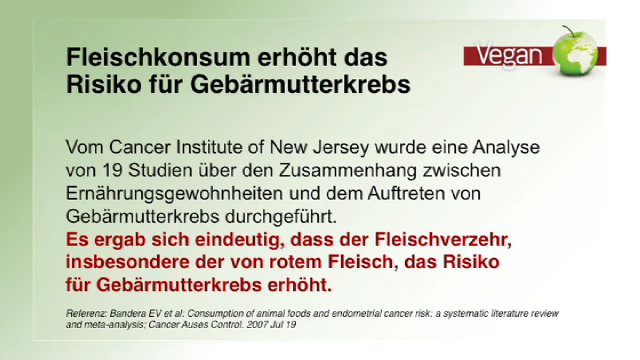 Fleischkonsum erhöht das
Risiko für Gebärmutterkrebs
Vegan
Vom Cancer Institute of New Jersey wurde eine Analyse
von 19 Studien über den Zusammenhang zwischen
Ernährungsgewohnheiten und dem Auftreten von
Gebärmutterkrebs durchgeführt.
Es ergab sich eindeutig, dass der Fleischverzehr,
insbesondere der von rotem Fleisch, das Risiko
für Gebärmutterkrebs erhöht.
Referenz: Bandera EV et al: Consumption of animal foods and endometrial cancer risk: a systematic literature review
and meta-analysis; Cancer Auses Control. 2007 Jul 19